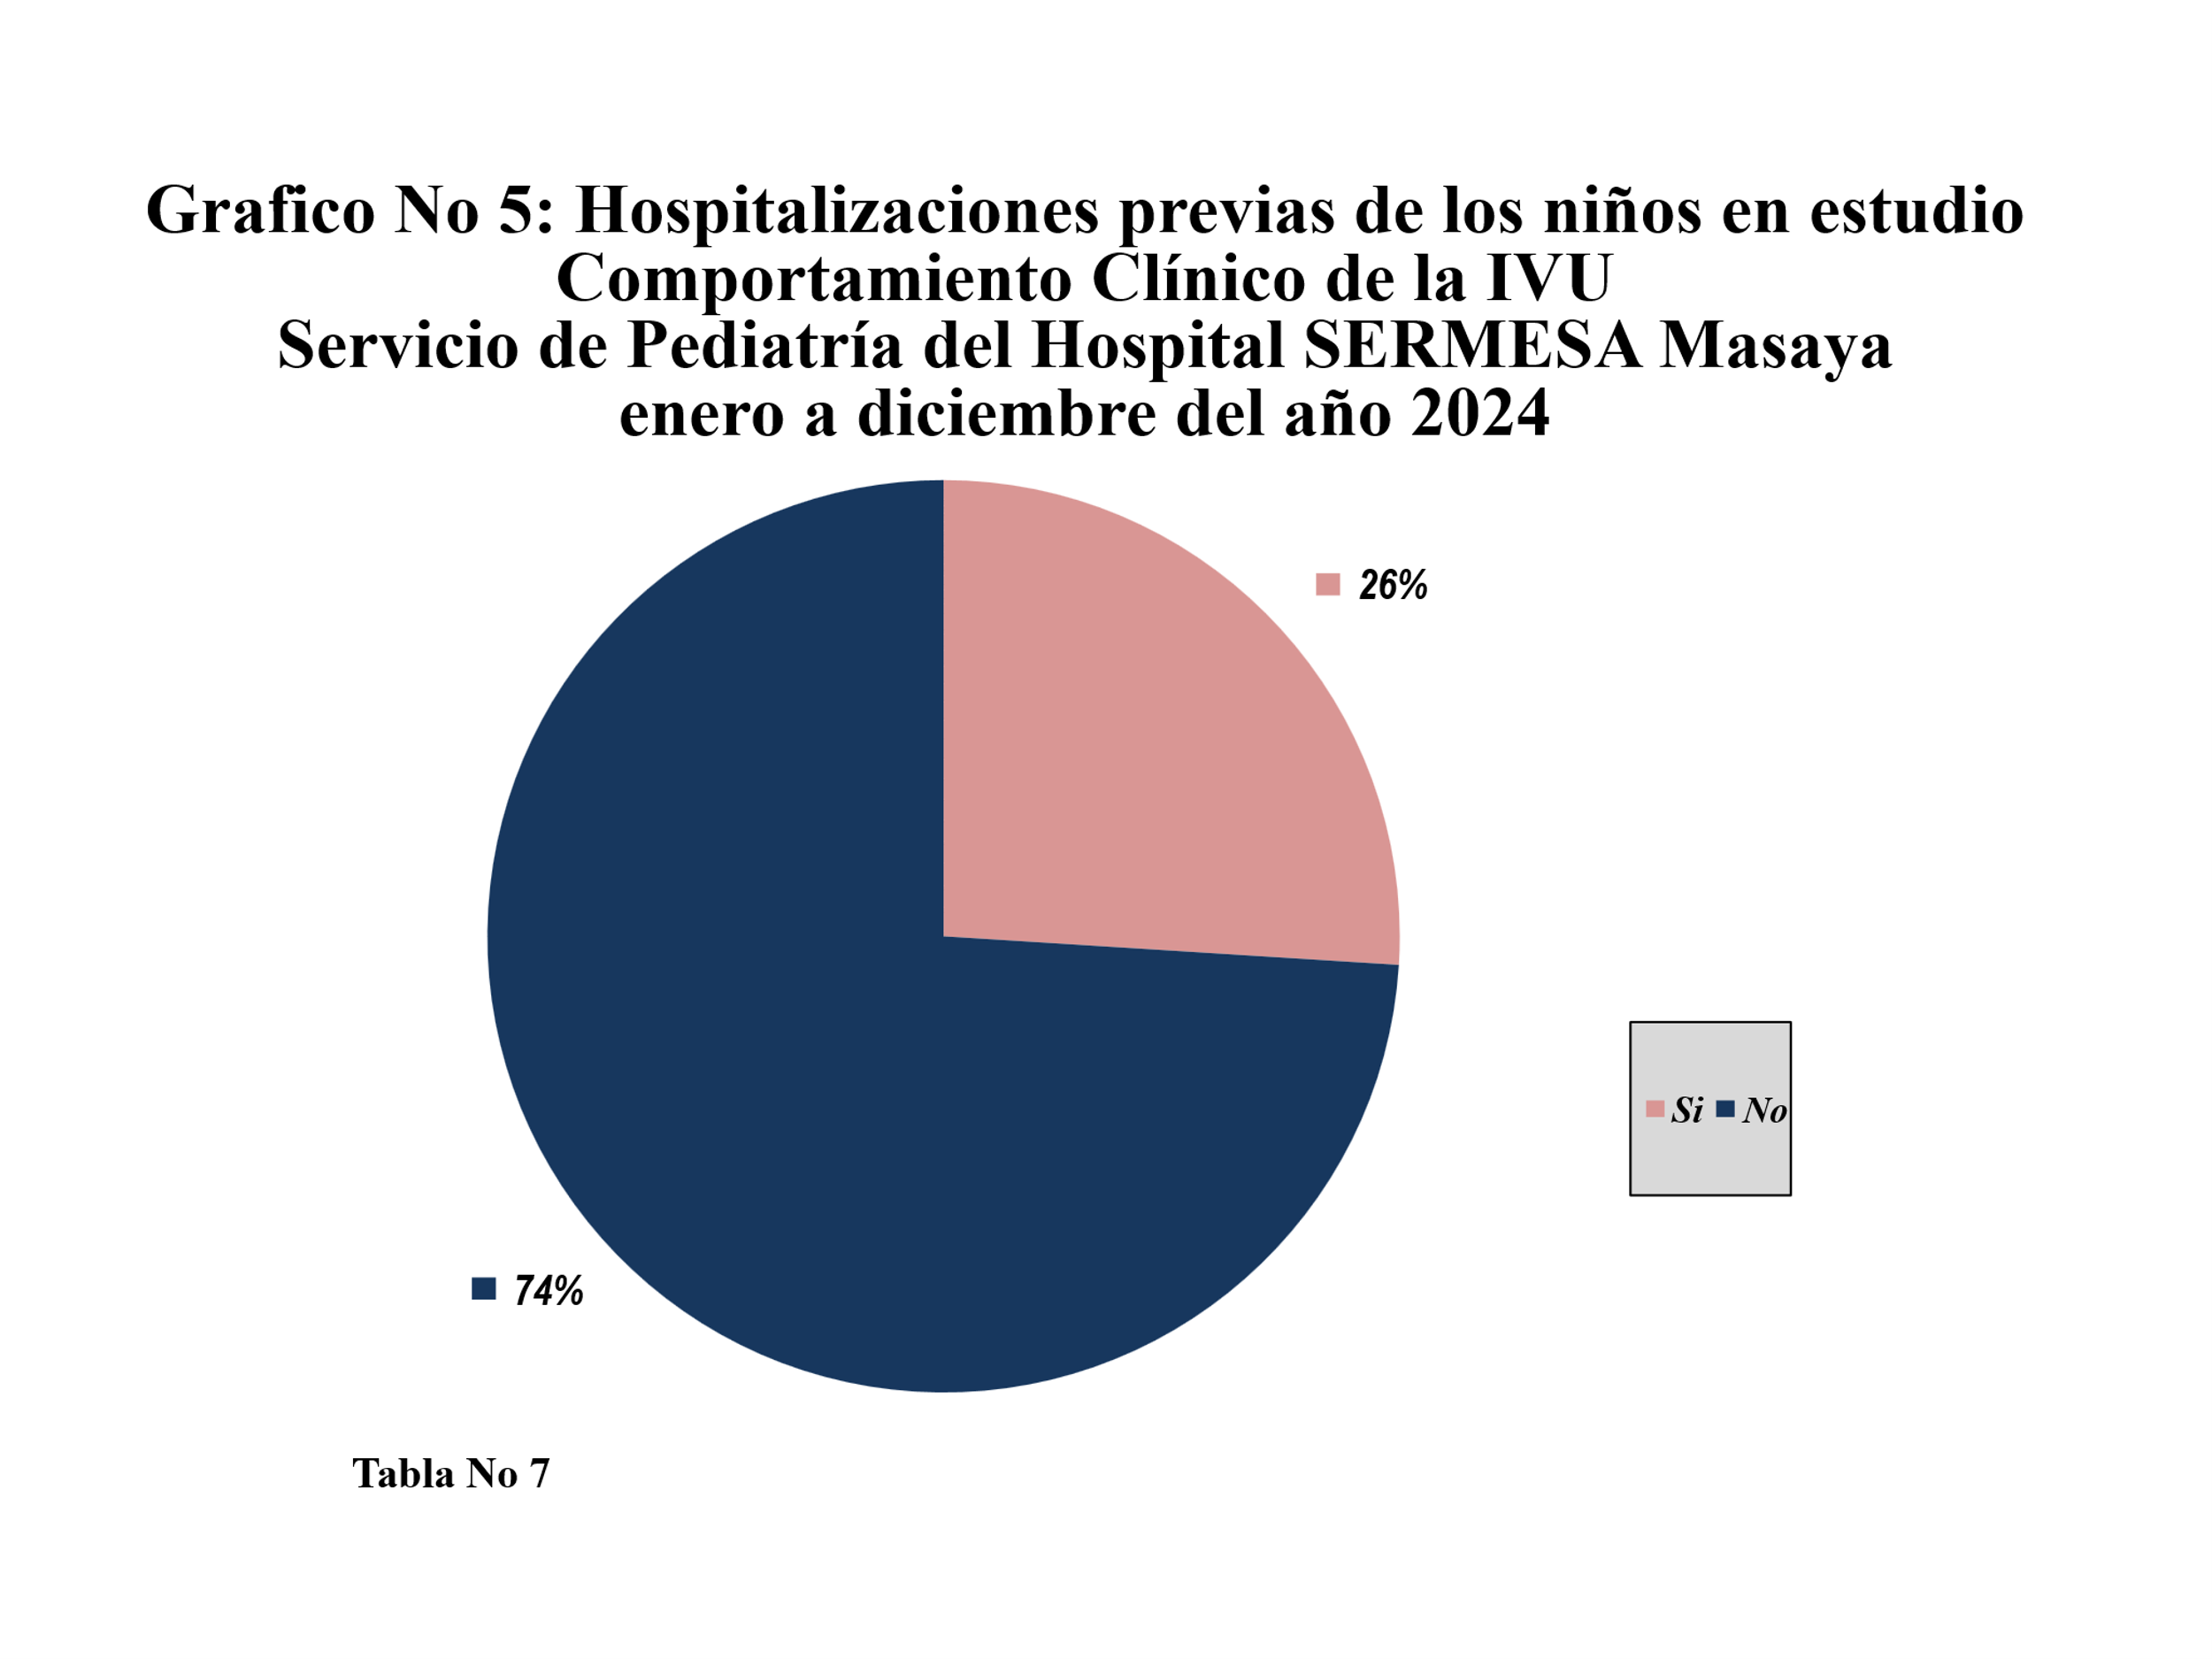 Grafico No 5: Hospitalizaciones previas de los niños en estudio
Comportamiento Clínico de la IVU
Servicio de Pediatría del Hospital SERMESA Masaya
enero a diciembre del año 2024
26%
Si No
74%
Tabla No 7